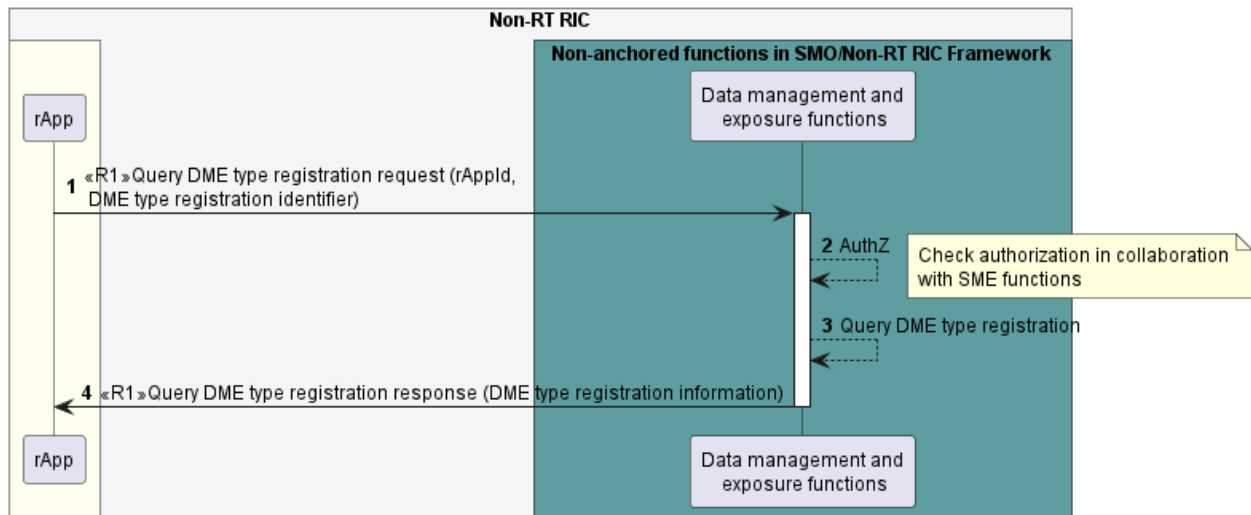 Non-RT RIC
Non-anchored functions in SMO/Non-RT RIC Framework
rApp
Data management and
exposure functions
1 «R1»Query DME type registration request (rAppId,
DME type registration identifier)
2 AuthZ
Check authorization in collaboration
with SME functions
3 Query DME type registration
4 «R1»Query DME type registration response (DME type registration information)
rApp
Data management and
exposure functions